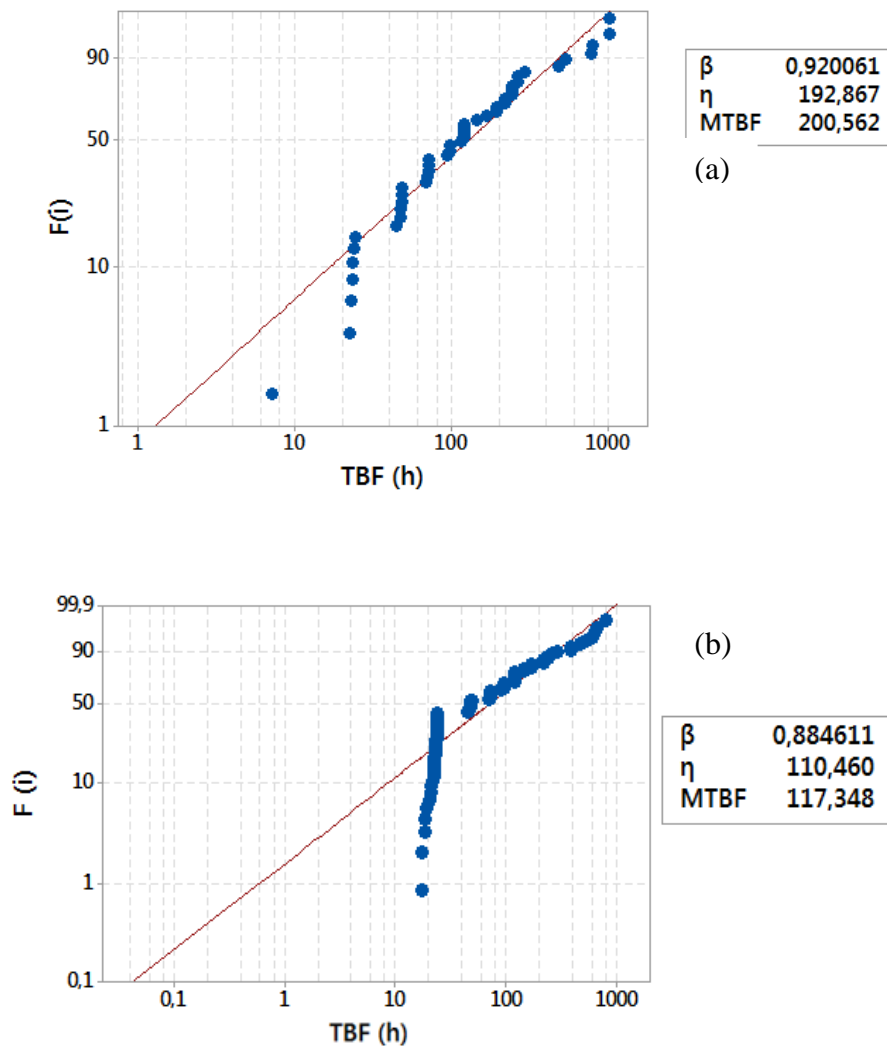 90
50
10
1
F(i)
1 10 100 1000
TBF (h)
β 0,920061
η 192,867
MTBF 200,562
(a)
99,9
90
50
10
1
0,1
F (i)
0,1 1 10 100 1000
TBF (h)
(b)
β 0,884611
η 110,460
MTBF 117,348